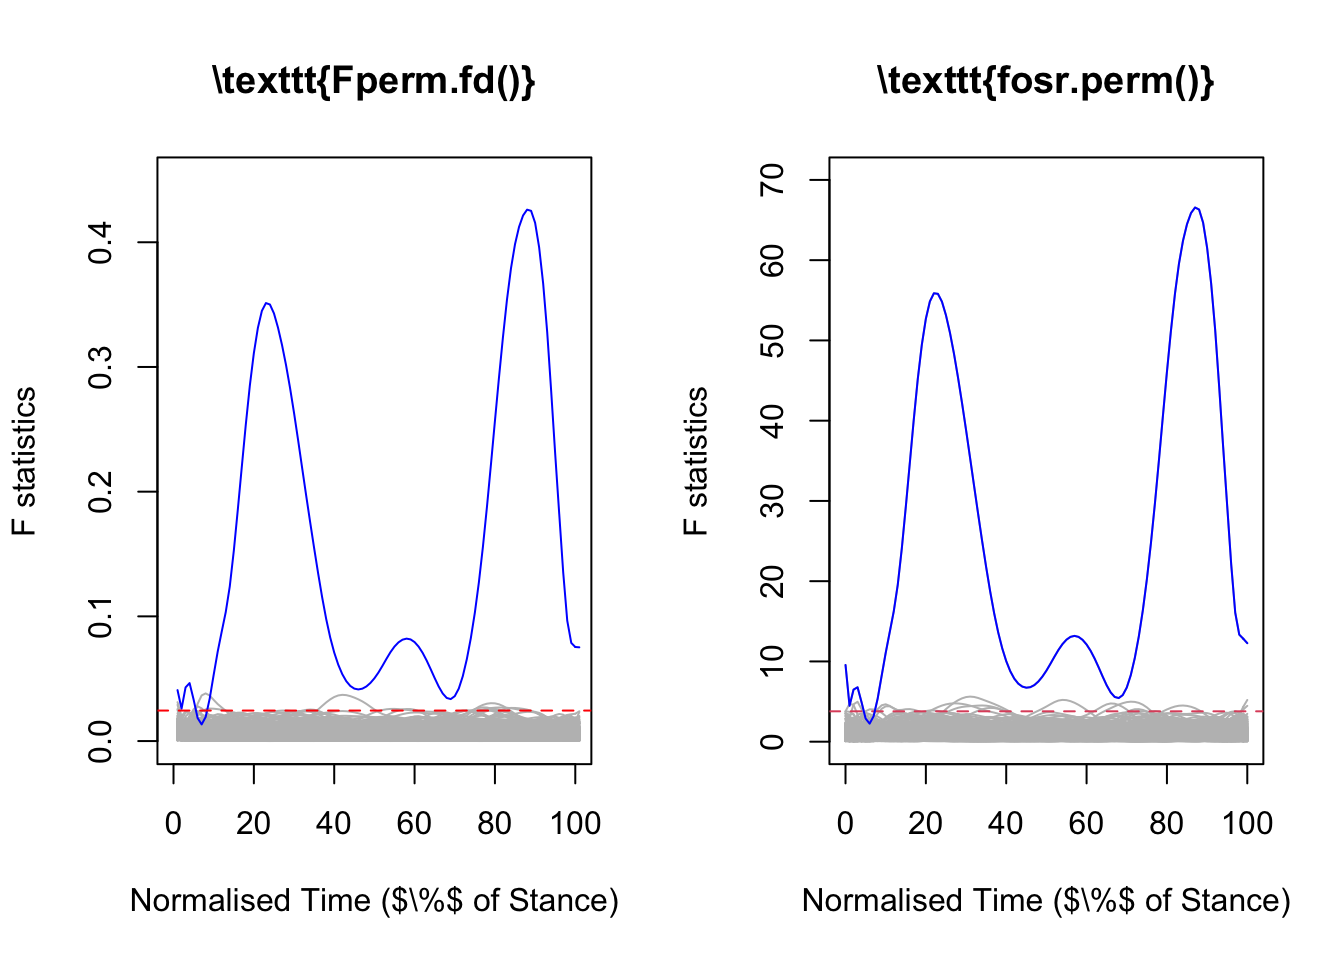 \texttt{Fperm.fd()}
F statistics
0.0 0.1 0.2 0.3 0.4
0 20 40 60 80 100
Normalised Time ($\%$ of Stance)
\texttt{fosr.perm()}
F statistics
0 10 20 30 40 50 60 70
0 20 40 60 80 100
Normalised Time ($\%$ of Stance)